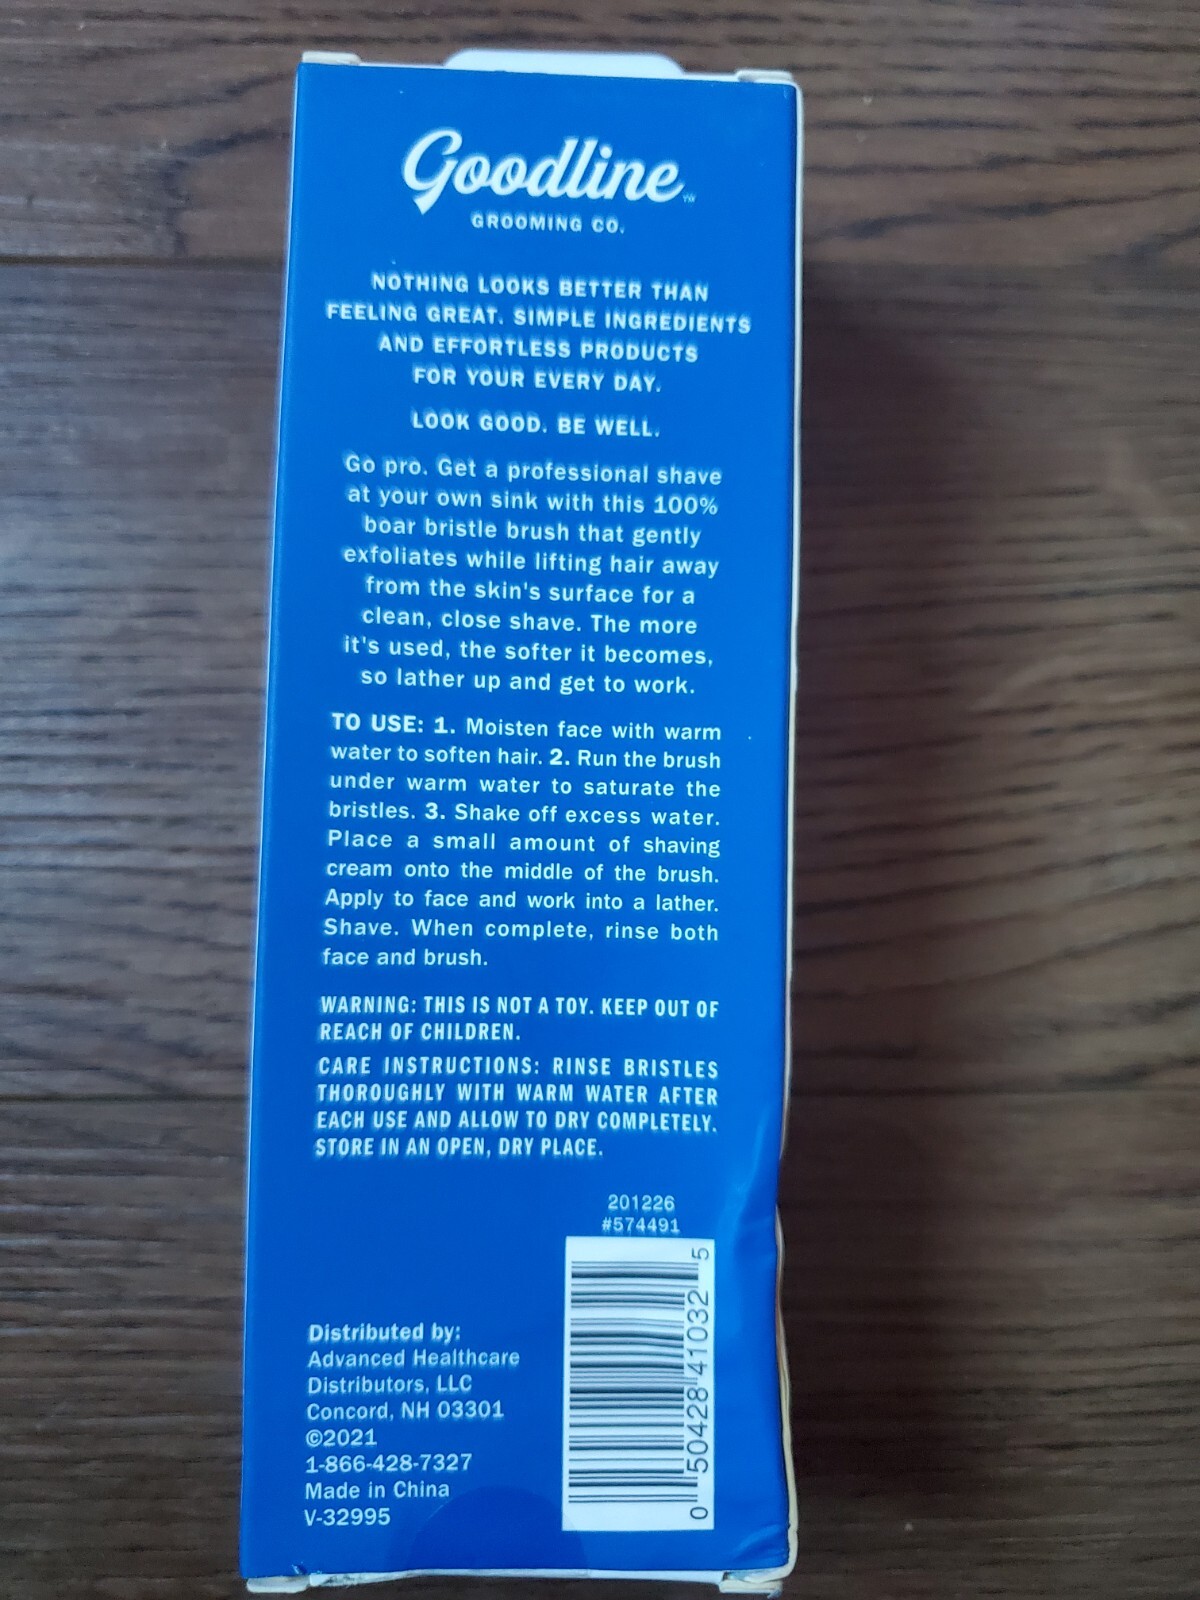 Goodline™
GROOMING CO.
NOTHING LOOKS BETTER THAN
FEELING GREAT. SIMPLE INGREDIENTS
AND EFFORTLESS PRODUCTS
FOR YOUR EVERY DAY.
LOOK GOOD. BE WELL.
Go pro. Get a professional shave
at your own sink with this 100%
boar bristle brush that gently
exfoliates while lifting hair away
from the skin's surface for a
clean, close shave. The more
it's used, the softer it becomes,
so lather up and get to work.
TO USE: 1. Moisten face with warm
water to soften hair. 2. Run the brush
under warm water to saturate the
bristles. 3. Shake off excess water.
Place a small amount of shaving
cream onto the middle of the brush.
Apply to face and work into a lather.
Shave. When complete, rinse both
face and brush.
WARNING: THIS IS NOT A TOY. KEEP OUT OF
REACH OF CHILDREN.
CARE INSTRUCTIONS: RINSE BRISTLES
THOROUGHLY WITH WARM WATER AFTER
EACH USE AND ALLOW TO DRY COMPLETELY.
STORE IN AN OPEN, DRY PLACE.
201226
#574491
0 50428 41032 5
Distributed by:
Advanced Healthcare
Distributors, LLC
Concord, NH 03301
©2021
1-866-428-7327
Made in China
V-32995